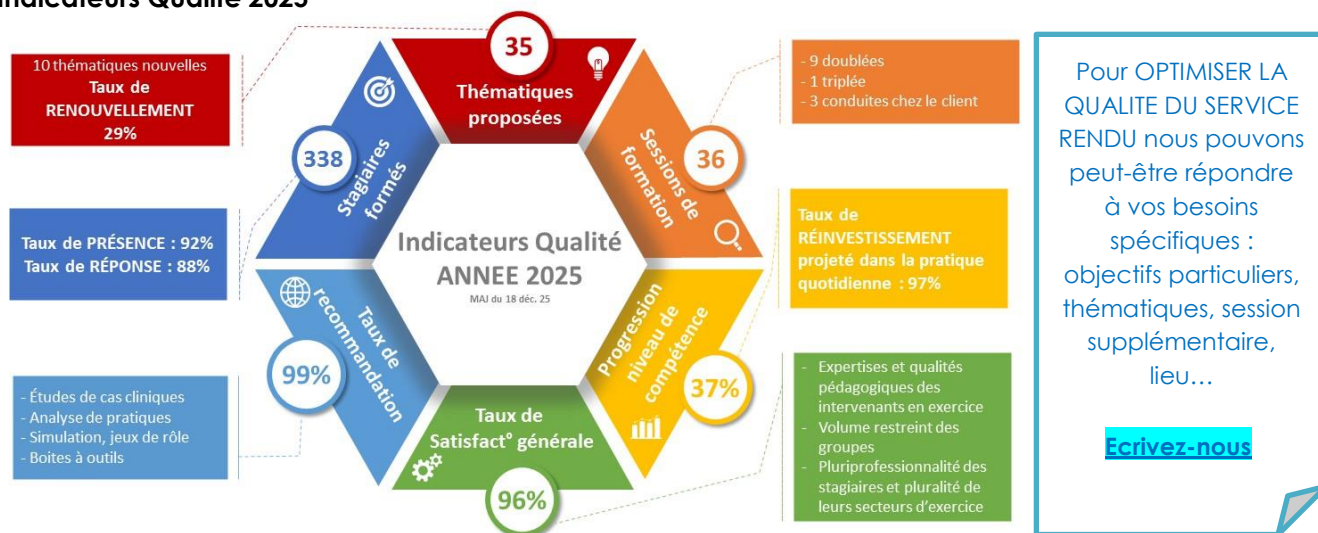 Indicateurs Qualité 2025
10 thématiques nouvelles
Taux de
RENOUVELLEMENT
29%
35
Thématiques
proposées
- 9 doublées
- 1 triplée
- 3 conduites chez le client
36
Sessions de
formation
338
Stagiaires
formés
Taux de PRÉSENCE : 92%
Taux de RÉPONSE : 88%
Indicateurs Qualité
ANNEE 2025
MAJ du 18 déc. 25
Taux de
RÉINVESTISSEMENT
projeté dans la pratique
quotidienne : 97%
Progression
niveau de
compétence
37%
Taux de
recommandation
99%
- Études de cas cliniques
- Analyse de pratiques
- Simulation, jeux de rôle
- Boites à outils
Taux de
Satisfact° générale
96%
- Expertises et qualités
pédagogiques des
intervenants en exercice
- Volume restreint des
groupes
- Pluriprofessionnalité des
stagiaires et pluralité de
leurs secteurs d'exercice
Pour OPTIMISER LA
QUALITE DU SERVICE
RENDU nous pouvons
peut-être répondre
à vos besoins
spécifiques :
objectifs particuliers,
thématiques, session
supplémentaire,
lieu…
Ecrivez-nous